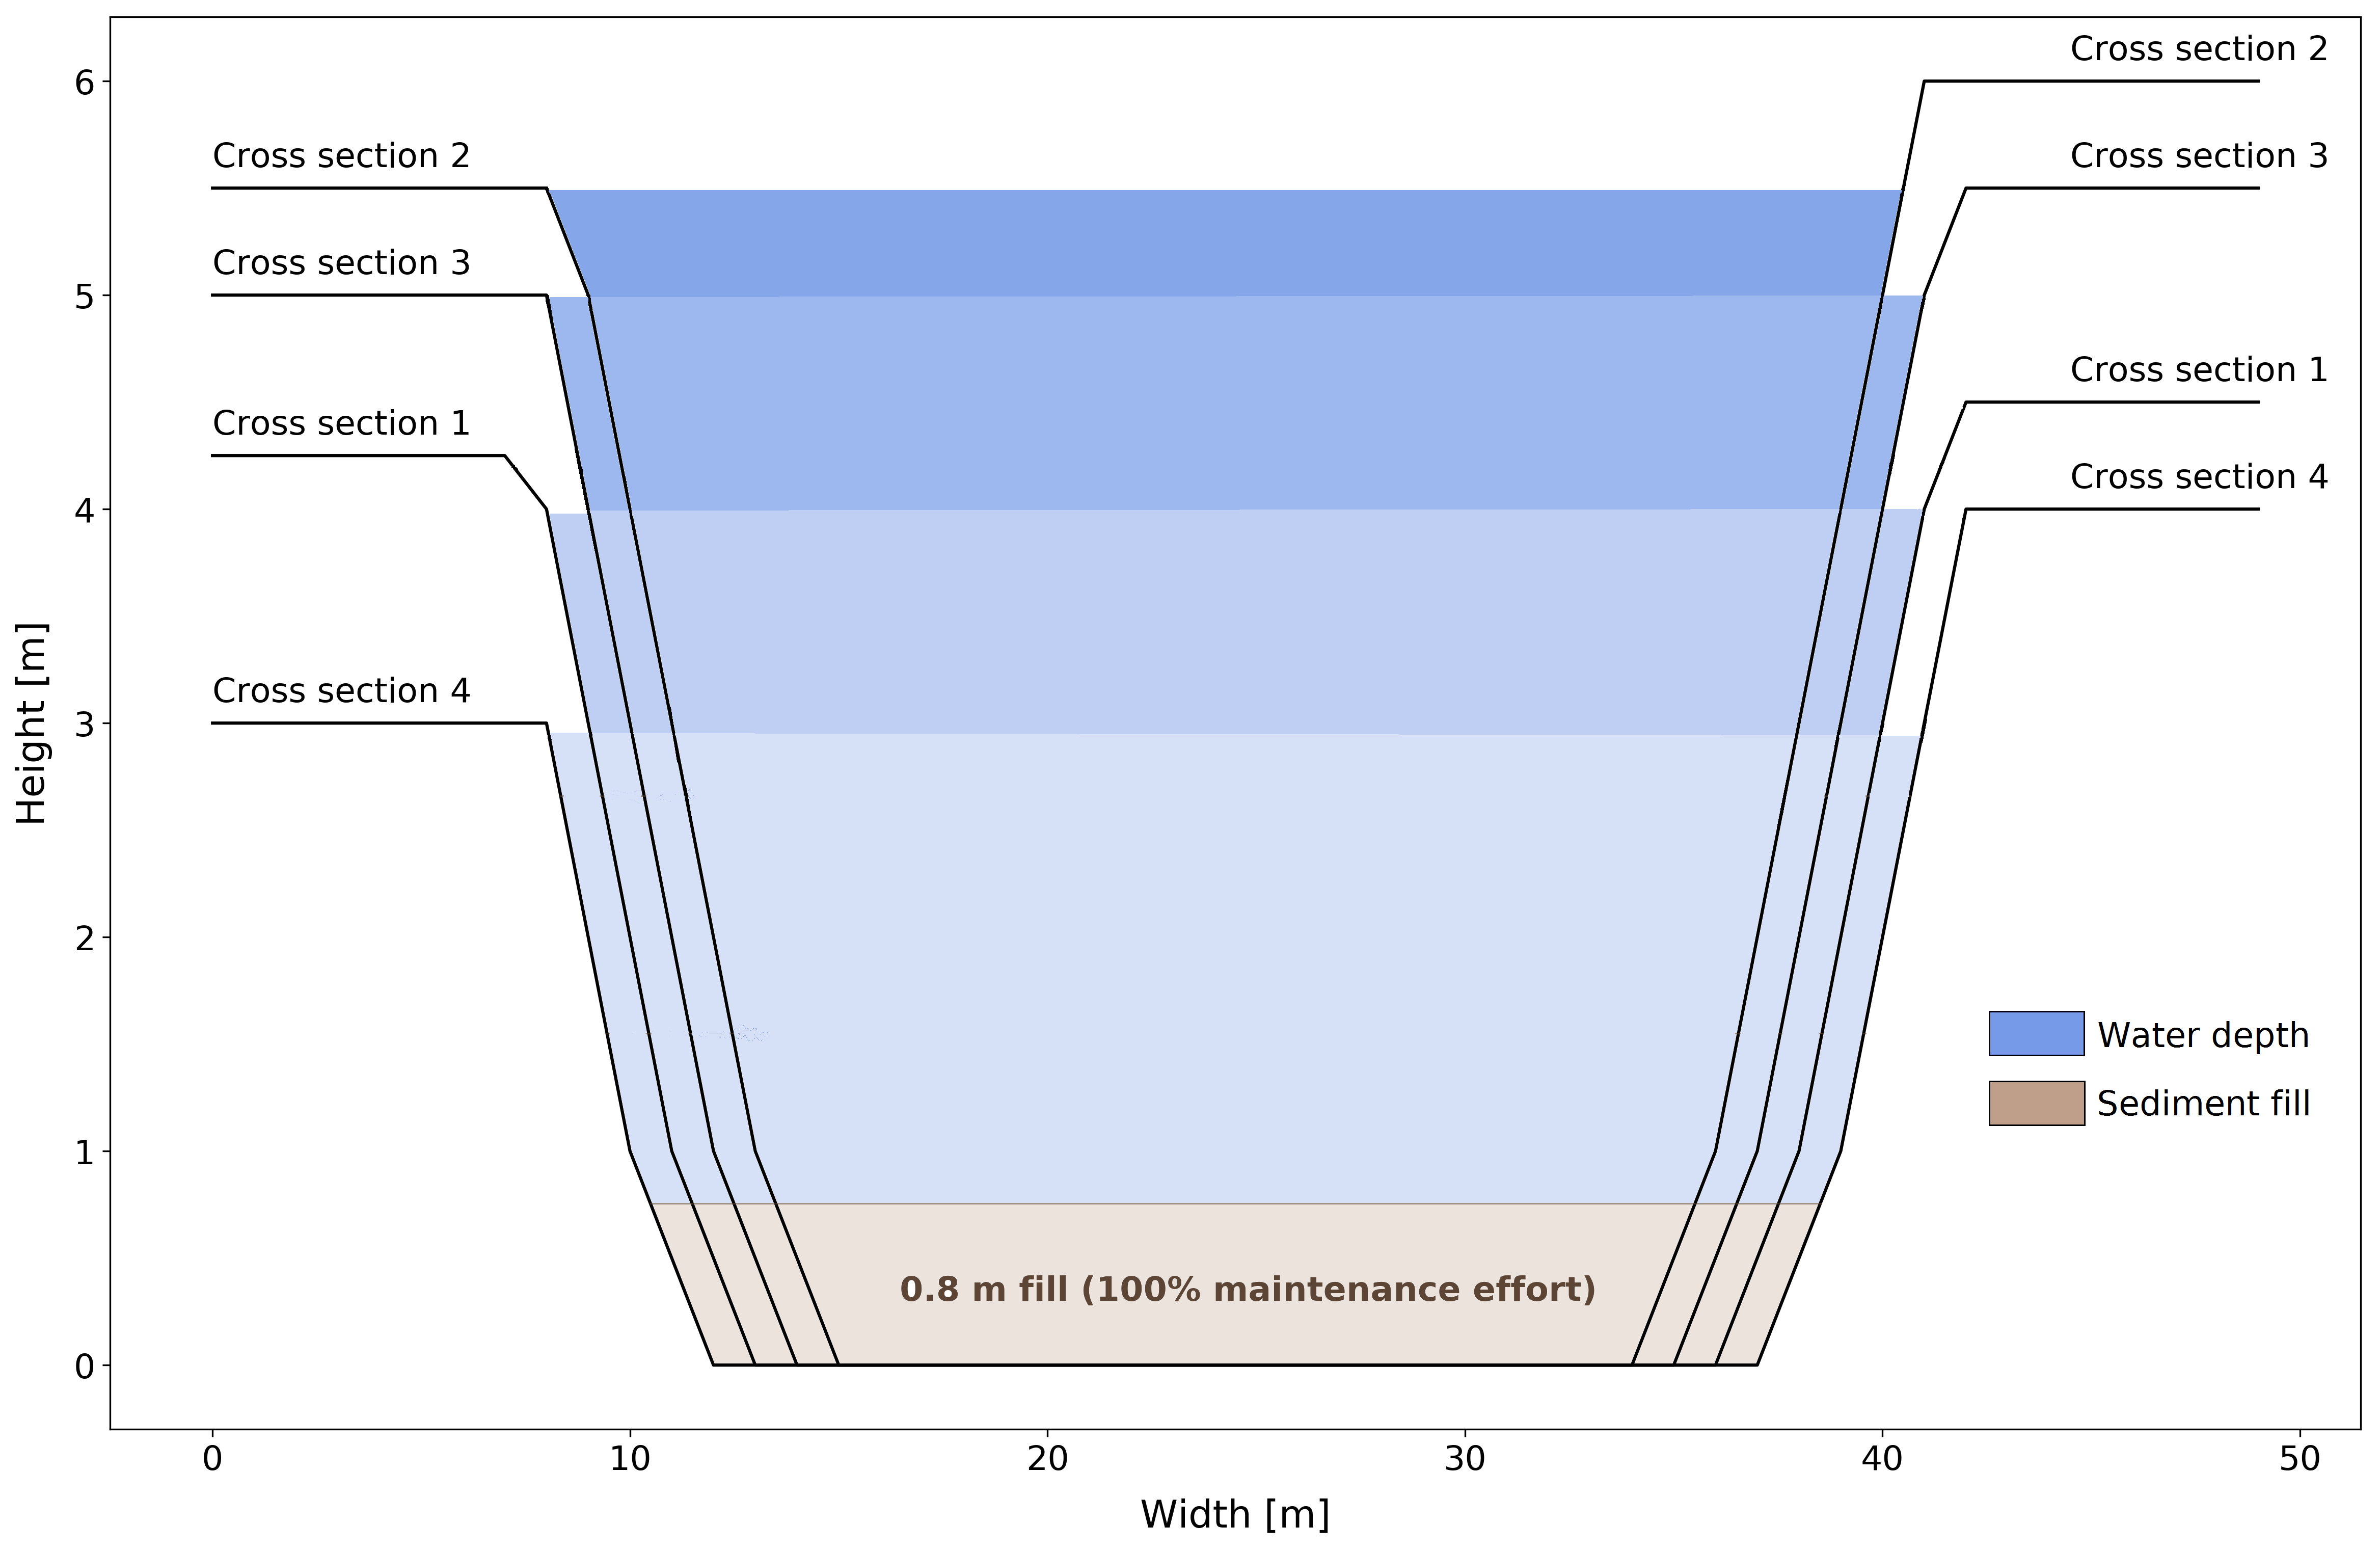 Cross section 2
6
Cross section 2
Cross section 3
Cross section 3
5
Cross section 1
Cross section 1
Cross section 4
4
Cross section 4
3
Height [m]
2
Water depth
Sediment fill
1
0.8 m fill (100% maintenance effort)
0
0 10 20 30 40 50
Width [m]